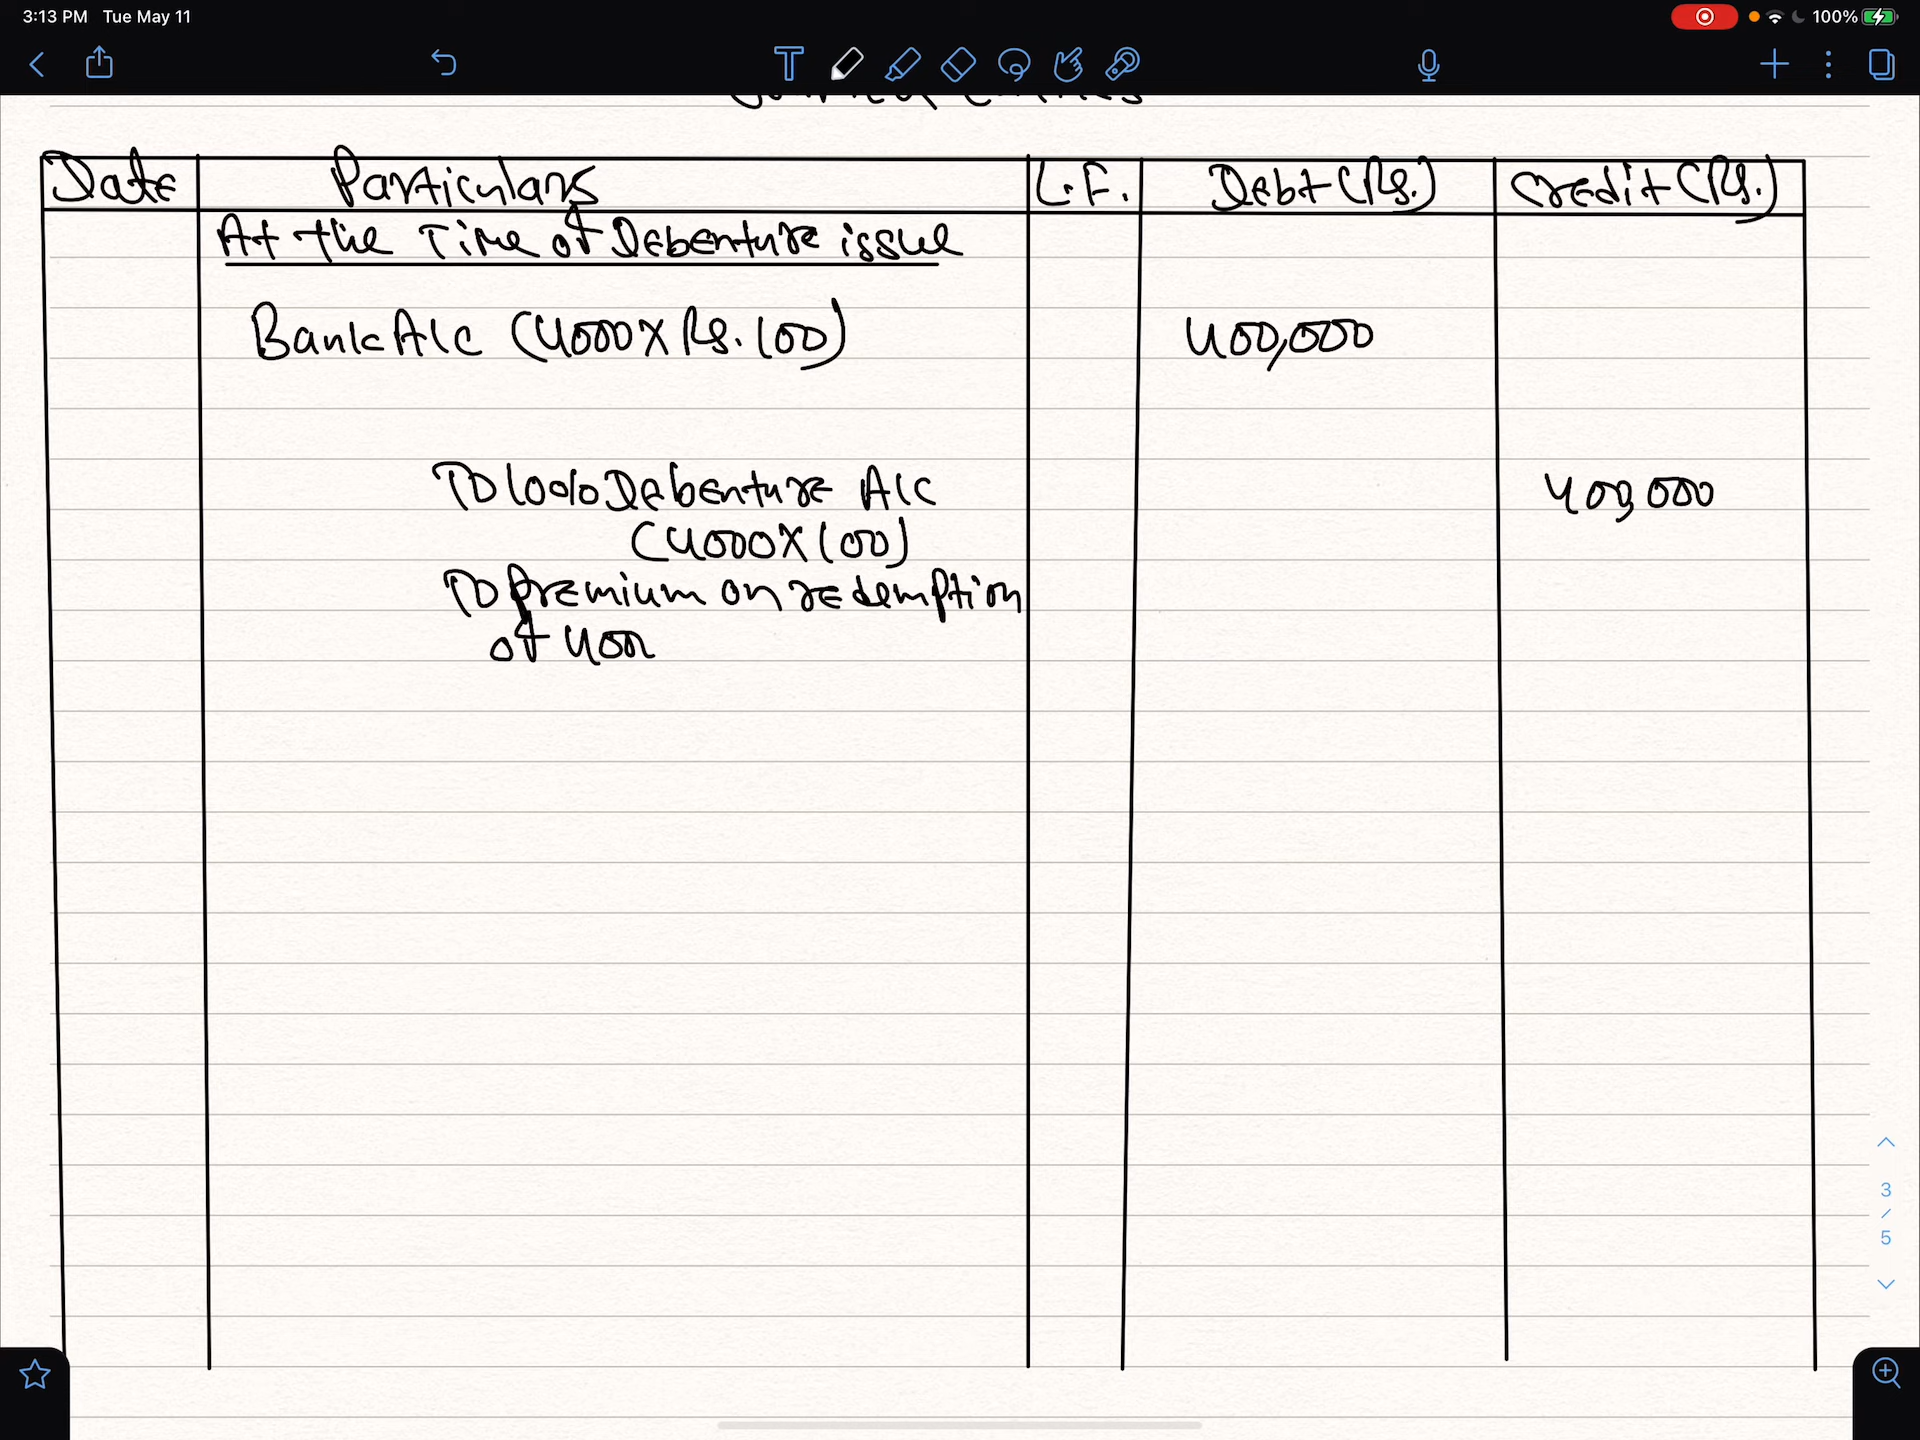 3:13 PM Tue May 11
100%
Journal Entries
Date Particulars L.F. Debt (Rs.) Credit (Rs.)
At the Time of Debenture issue
Bank A/c (4000 X Rs. 100) 400,000
To 10% Debenture A/c 400,000
(4000 X 100)
To Premium on redemption
of
3
/
5